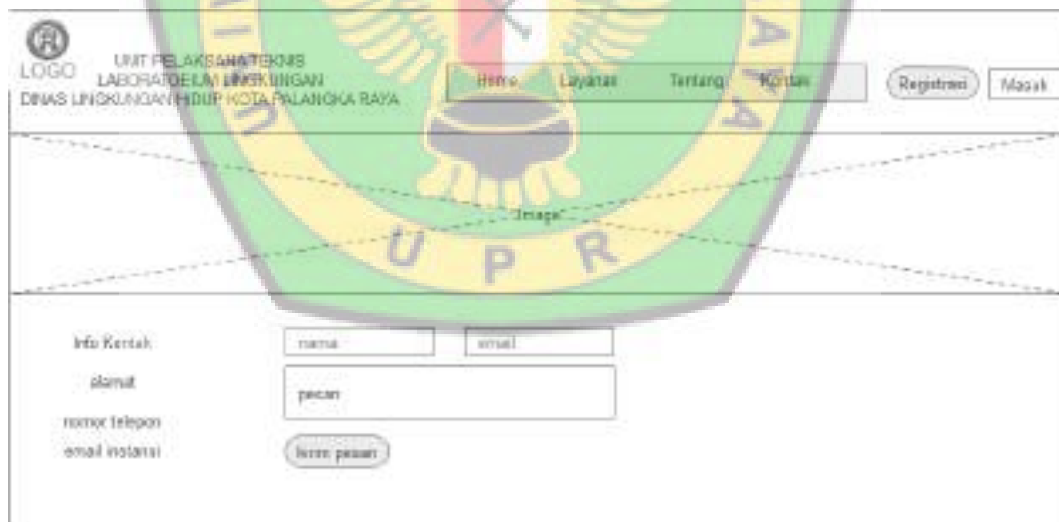 LOGO
UNIT PELAKSANA TEKNIS
LABORATOEIUM LINGKUNGAN
DINAS LINGKUNGAN HIDUP KOTA PALANGKA RAYA
Home Layanan Tentang Kontak
Registrasi Masuk
Image
U P R
Info Kontak
nama email
alamat
pesan
nomor telepon
email instansi
kirim pesan